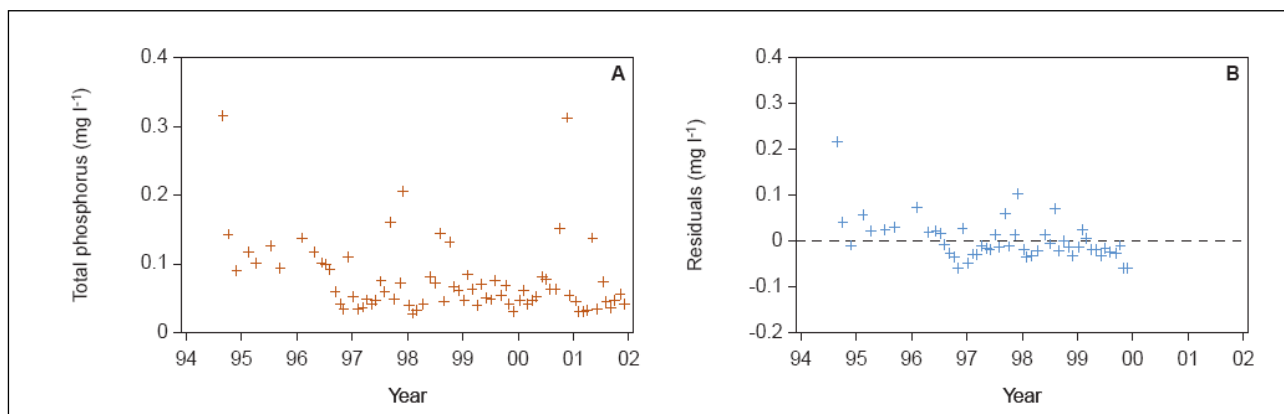 A
Total phosphorus (mg l-1)
0.4
0.3
0.2
0.1
0
94 95 96 97 98 99 00 01 02
Year
B
Residuals (mg l-1)
0.4
0.3
0.2
0.1
0
-0.1
-0.2
94 95 96 97 98 99 00 01 02
Year